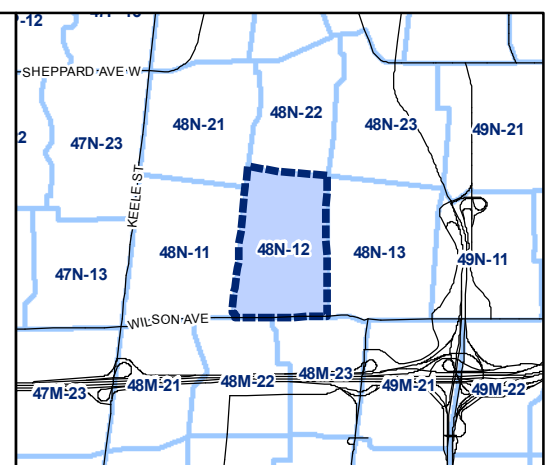 -12
SHEPPARD AVE W
48N-22
48N-21
48N-23
49N-21
2
47N-23
KEELE ST
48N-11
48N-12
48N-13
49N-11
47N-13
WILSON AVE
48M-23
47M-23
48M-21
48M-22
49M-21
49M-22